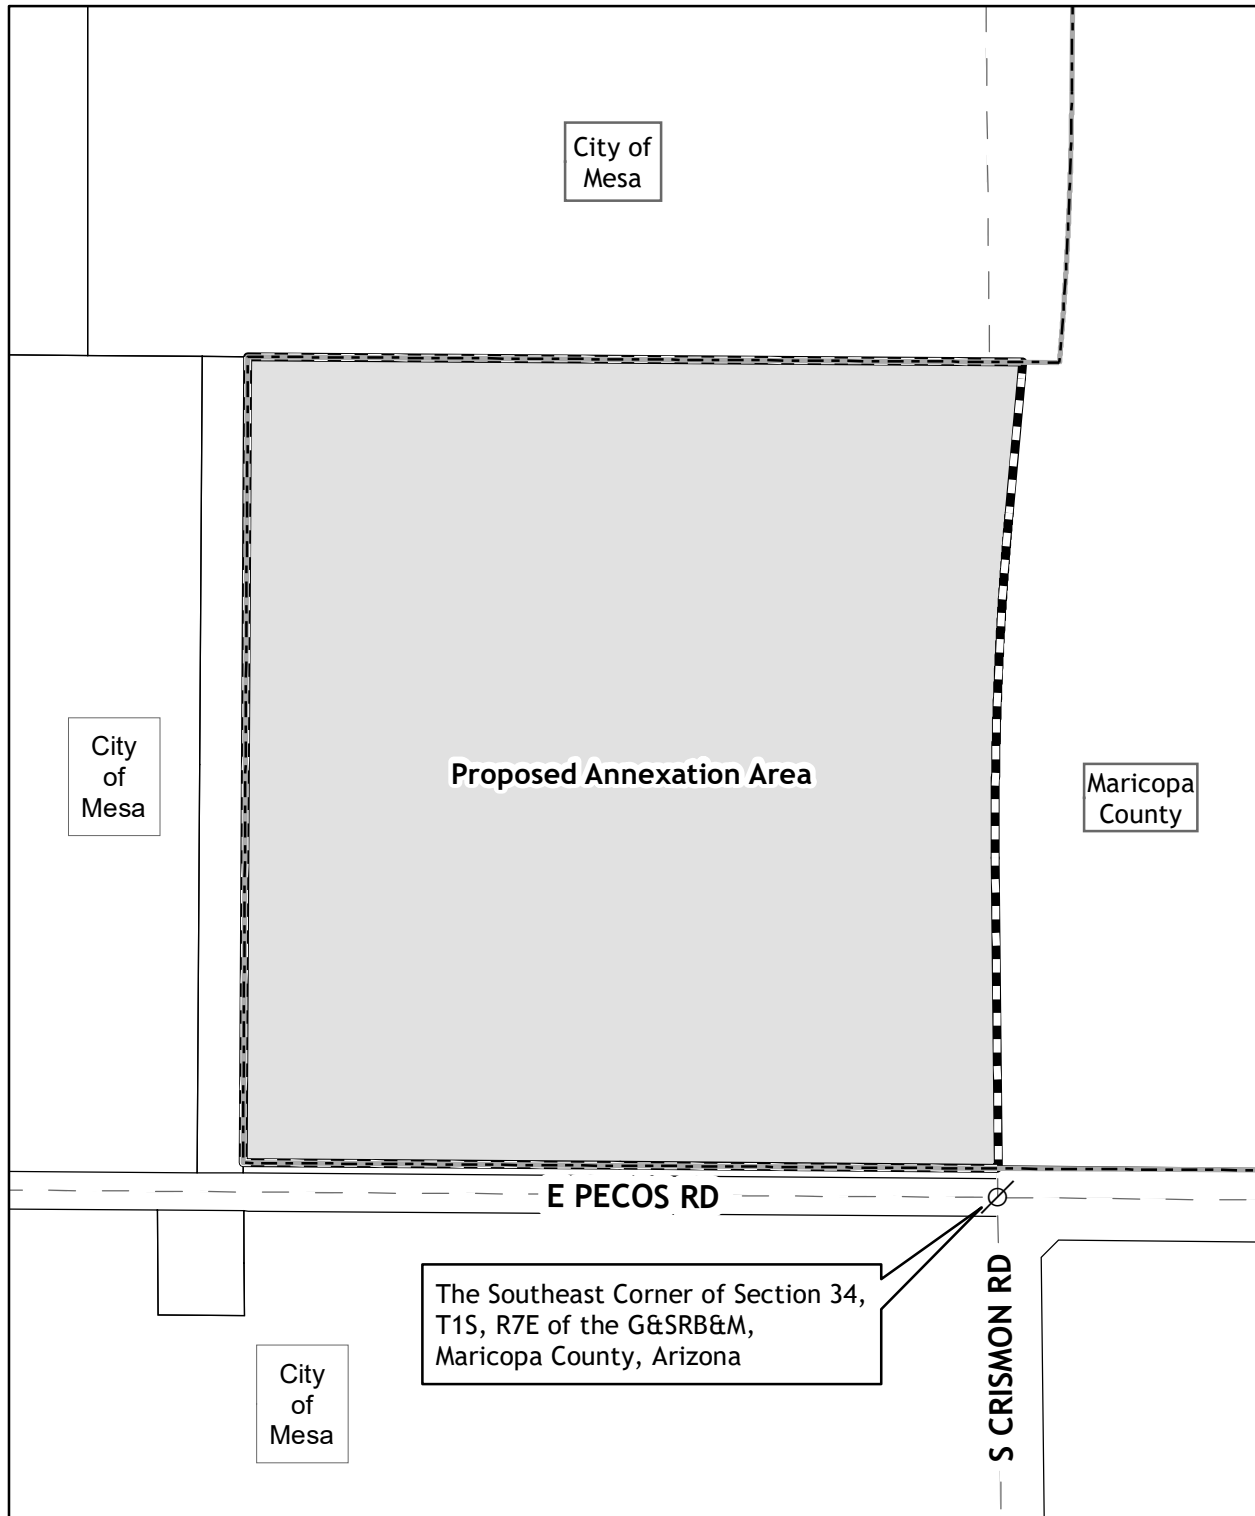 City of
Mesa
City
of
Mesa
Proposed Annexation Area
Maricopa
County
E PECOS RD
The Southeast Corner of Section 34,
T1S, R7E of the G&SRB&M,
Maricopa County, Arizona
S CRISMON RD
City
of
Mesa